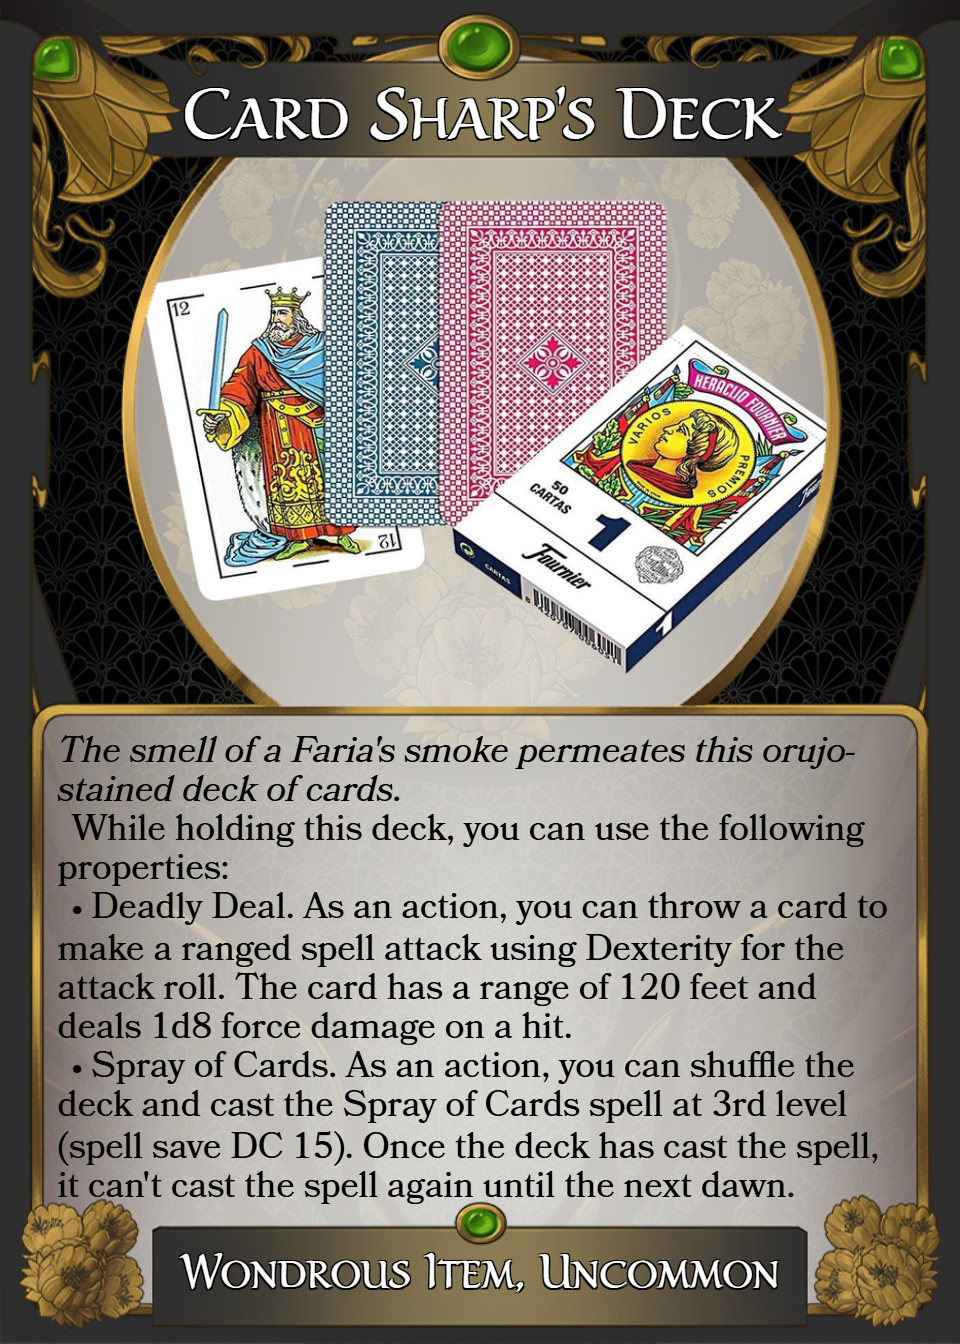 CARD SHARP'S DECK
12
12
HERACLIO FOURNIER
VARIOS
PREMIOS
50
CARTAS
1
Fournier
Fournier
CARTAS
1
The smell of a Faria's smoke permeates this orujo-
stained deck of cards.
While holding this deck, you can use the following
properties:
• Deadly Deal. As an action, you can throw a card to
make a ranged spell attack using Dexterity for the
attack roll. The card has a range of 120 feet and
deals 1d8 force damage on a hit.
• Spray of Cards. As an action, you can shuffle the
deck and cast the Spray of Cards spell at 3rd level
(spell save DC 15). Once the deck has cast the spell,
it can't cast the spell again until the next dawn.
WONDROUS ITEM, UNCOMMON